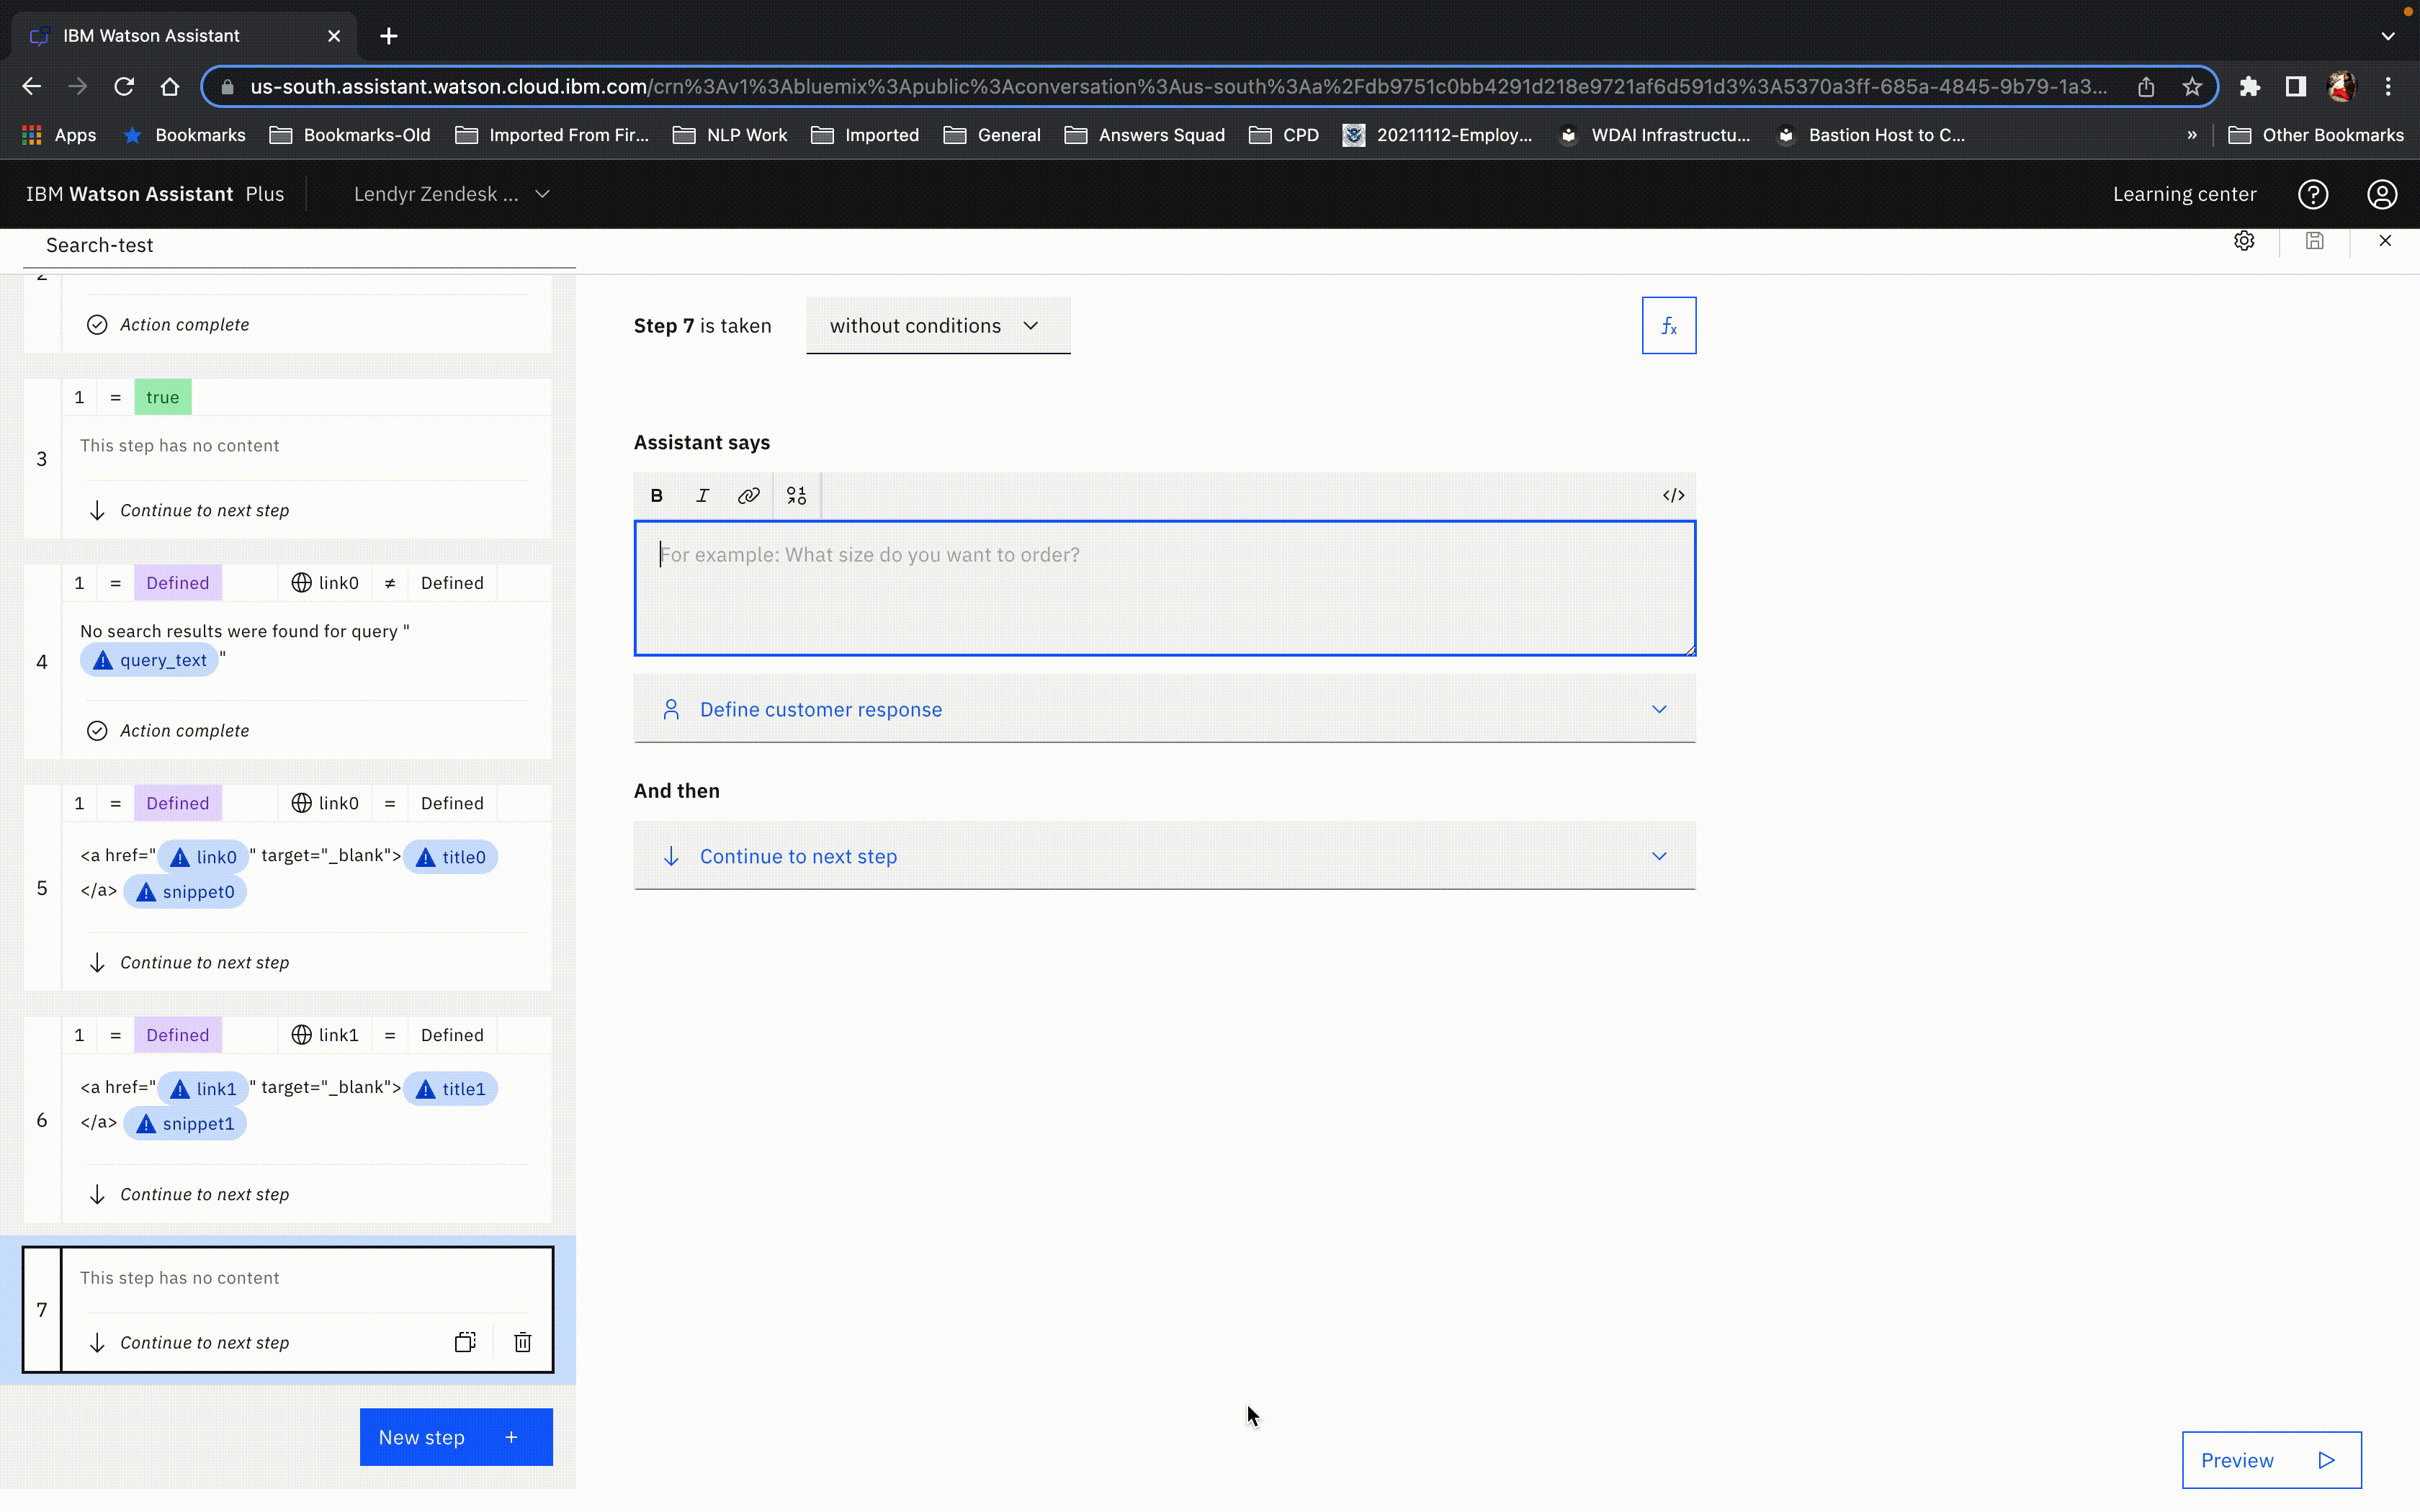 IBM Watson Assistant
us-south.assistant.watson.cloud.ibm.com/crn%3Av1%3Abluemix%3Apublic%3Aconversation%3Aus-south%3Aa%2Fdb9751c0bb4291d218e9721af6d591d3%3A5370a3ff-685a-4845-9b79-1a3...
Apps Bookmarks Bookmarks-Old Imported From Fir... NLP Work Imported General Answers Squad CPD 20211112-Employ... WDAI Infrastructu... Bastion Host to C... » Other Bookmarks
IBM Watson Assistant Plus Lendyr Zendesk ... Learning center
Search-test
2
Action complete
1 = true
3
This step has no content
Continue to next step
1 = Defined link0 ≠ Defined
4
No search results were found for query "
query_text "
Action complete
1 = Defined link0 = Defined
5
<a href=" link0 " target="_blank"> title0
</a> snippet0
Continue to next step
1 = Defined link1 = Defined
6
<a href=" link1 " target="_blank"> title1
</a> snippet1
Continue to next step
7
This step has no content
Continue to next step
New step +
Step 7 is taken without conditions fx
Assistant says
B I </>
For example: What size do you want to order?
Define customer response
And then
Continue to next step
Preview